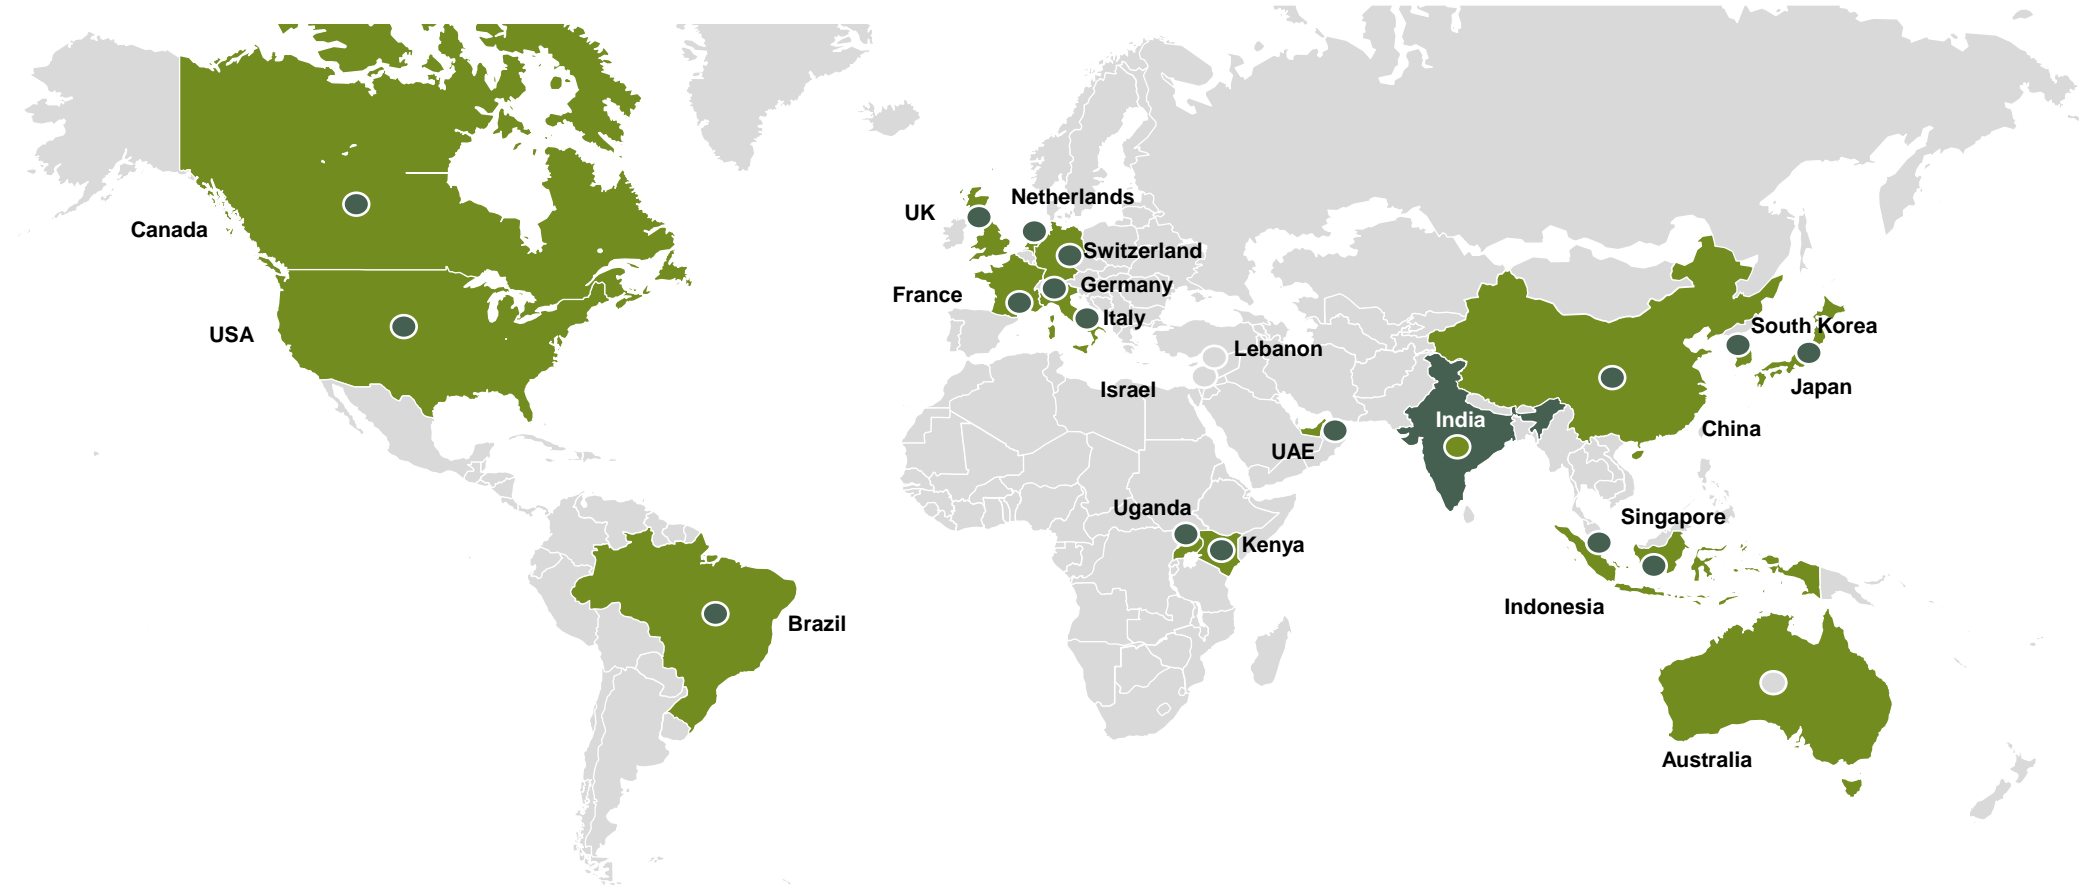 Netherlands
UK
Canada
Switzerland
Germany
France
Italy
South Korea
USA
Lebanon
Israel
Japan
India
China
UAE
Uganda
Singapore
Kenya
Indonesia
Brazil
Australia